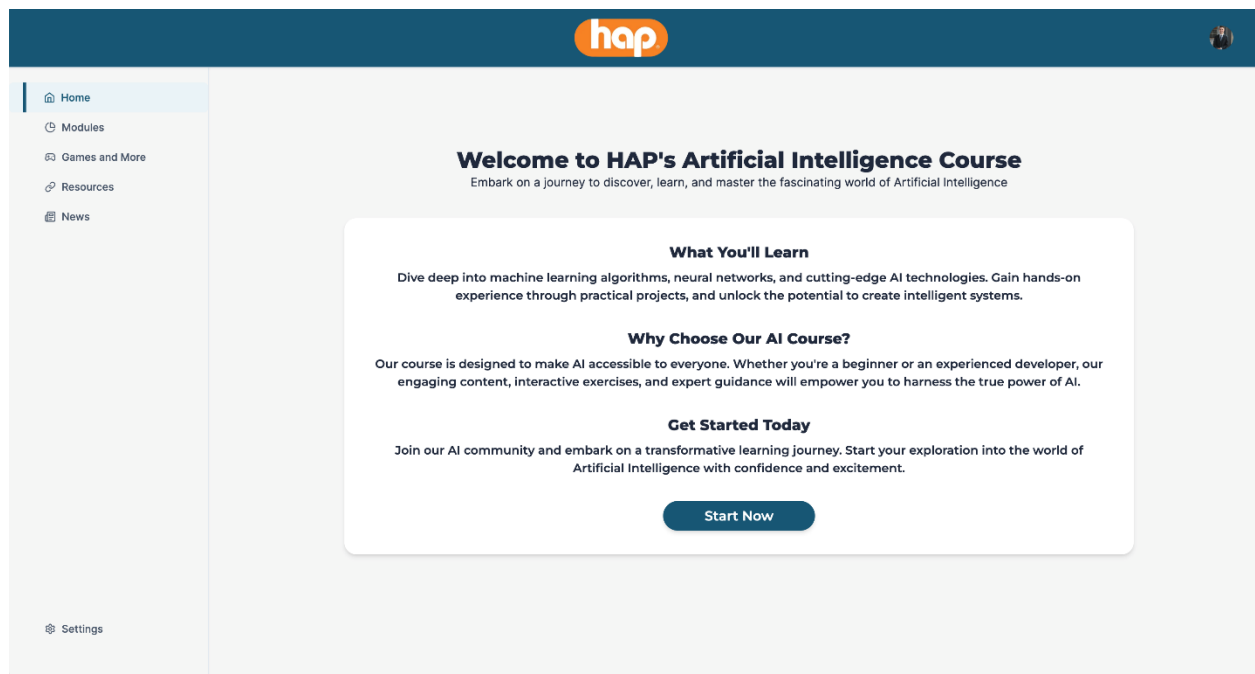 hap
Home
Modules
Games and More
Resources
News
Settings
Welcome to HAP's Artificial Intelligence Course
Embark on a journey to discover, learn, and master the fascinating world of Artificial Intelligence
What You'll Learn
Dive deep into machine learning algorithms, neural networks, and cutting-edge AI technologies. Gain hands-on
experience through practical projects, and unlock the potential to create intelligent systems.
Why Choose Our AI Course?
Our course is designed to make AI accessible to everyone. Whether you're a beginner or an experienced developer, our
engaging content, interactive exercises, and expert guidance will empower you to harness the true power of AI.
Get Started Today
Join our AI community and embark on a transformative learning journey. Start your exploration into the world of
Artificial Intelligence with confidence and excitement.
Start Now